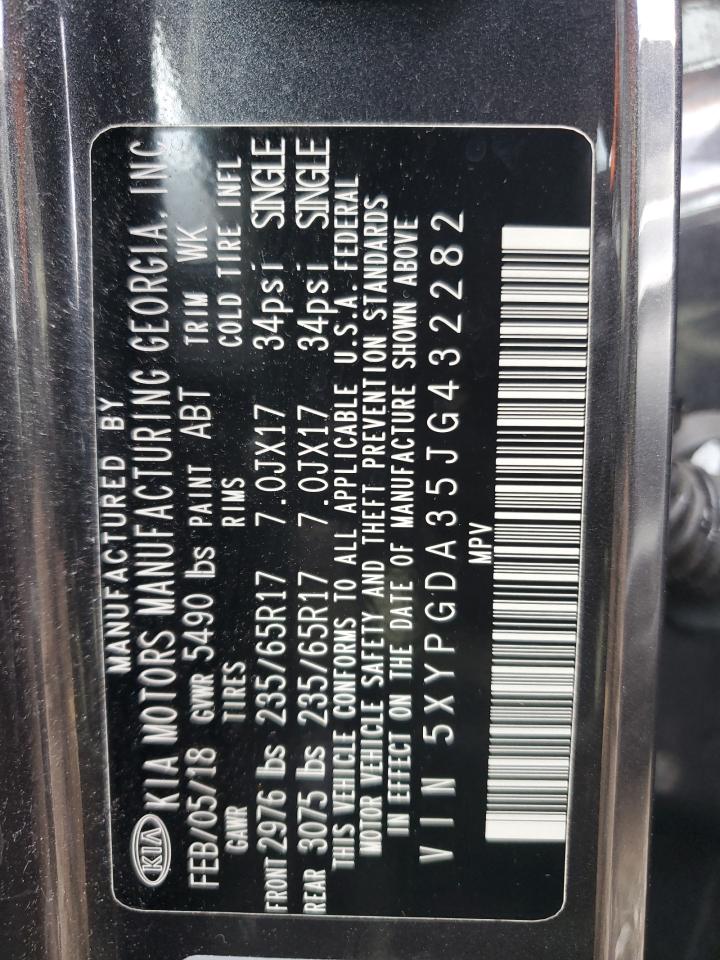 MANUFACTURED BY
KIA KIA MOTORS MANUFACTURING GEORGIA, INC
FEB/05/18 GVWR 5490 lbs PAINT ABT TRIM WK
GAWR TIRES RIMS COLD TIRE INFL
FRONT 2976 lbs 235/65R17 7.0JX17 34psi SINGLE
REAR 3075 lbs 235/65R17 7.0JX17 34psi SINGLE
THIS VEHICLE CONFORMS TO ALL APPLICABLE U.S.A. FEDERAL
MOTOR VEHICLE SAFETY AND THEFT PREVENTION STANDARDS
IN EFFECT ON THE DATE OF MANUFACTURE SHOWN ABOVE
VIN 5XYPGDA35JG432282
MPV